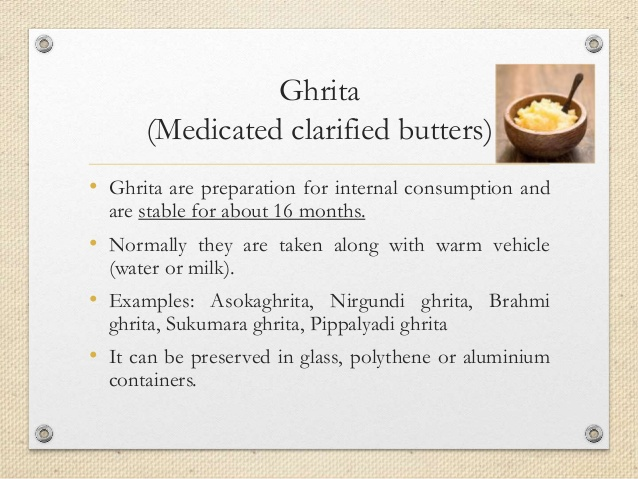 Ghrita
(Medicated clarified butters)
• Ghrita are preparation for internal consumption and
are stable for about 16 months.
• Normally they are taken along with warm vehicle
(water or milk).
• Examples: Asokaghrita, Nirgundi ghrita, Brahmi
ghrita, Sukumara ghrita, Pippalyadi ghrita
• It can be preserved in glass, polythene or aluminium
containers.